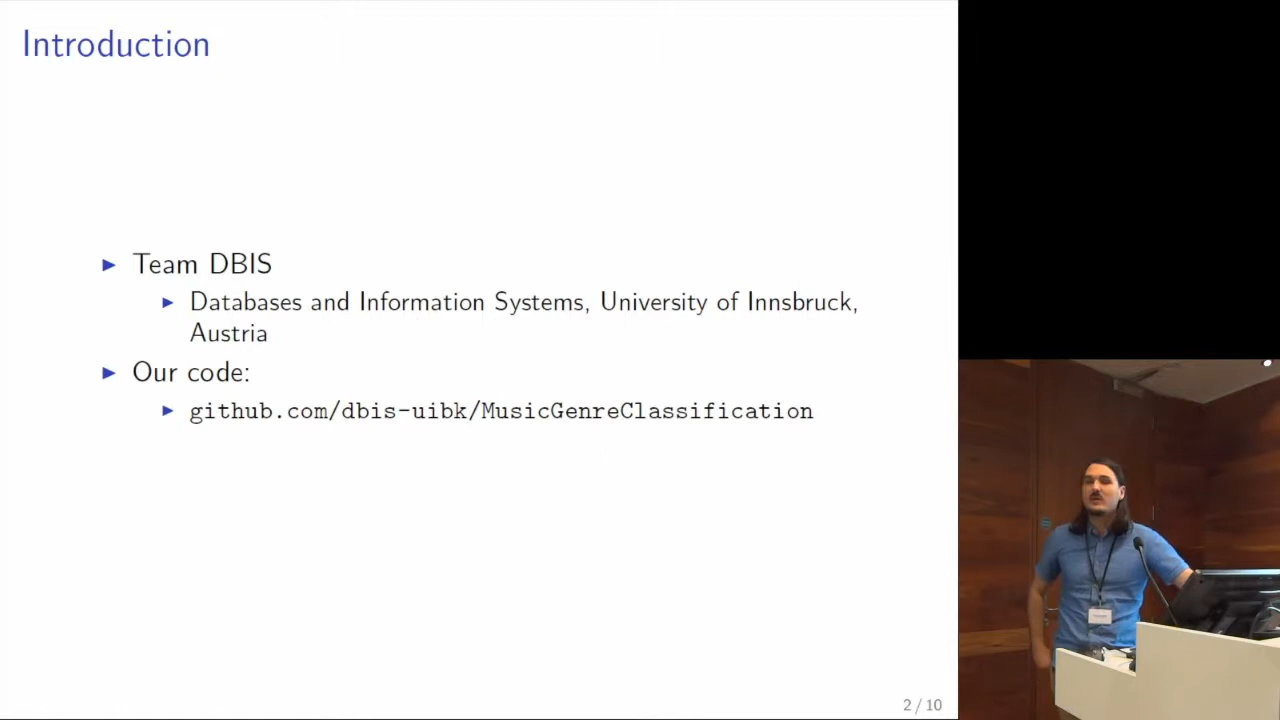 Introduction
▶ Team DBIS
▶ Databases and Information Systems, University of Innsbruck,
Austria
▶ Our code:
▶ github.com/dbis-uibk/MusicGenreClassification
2 / 10